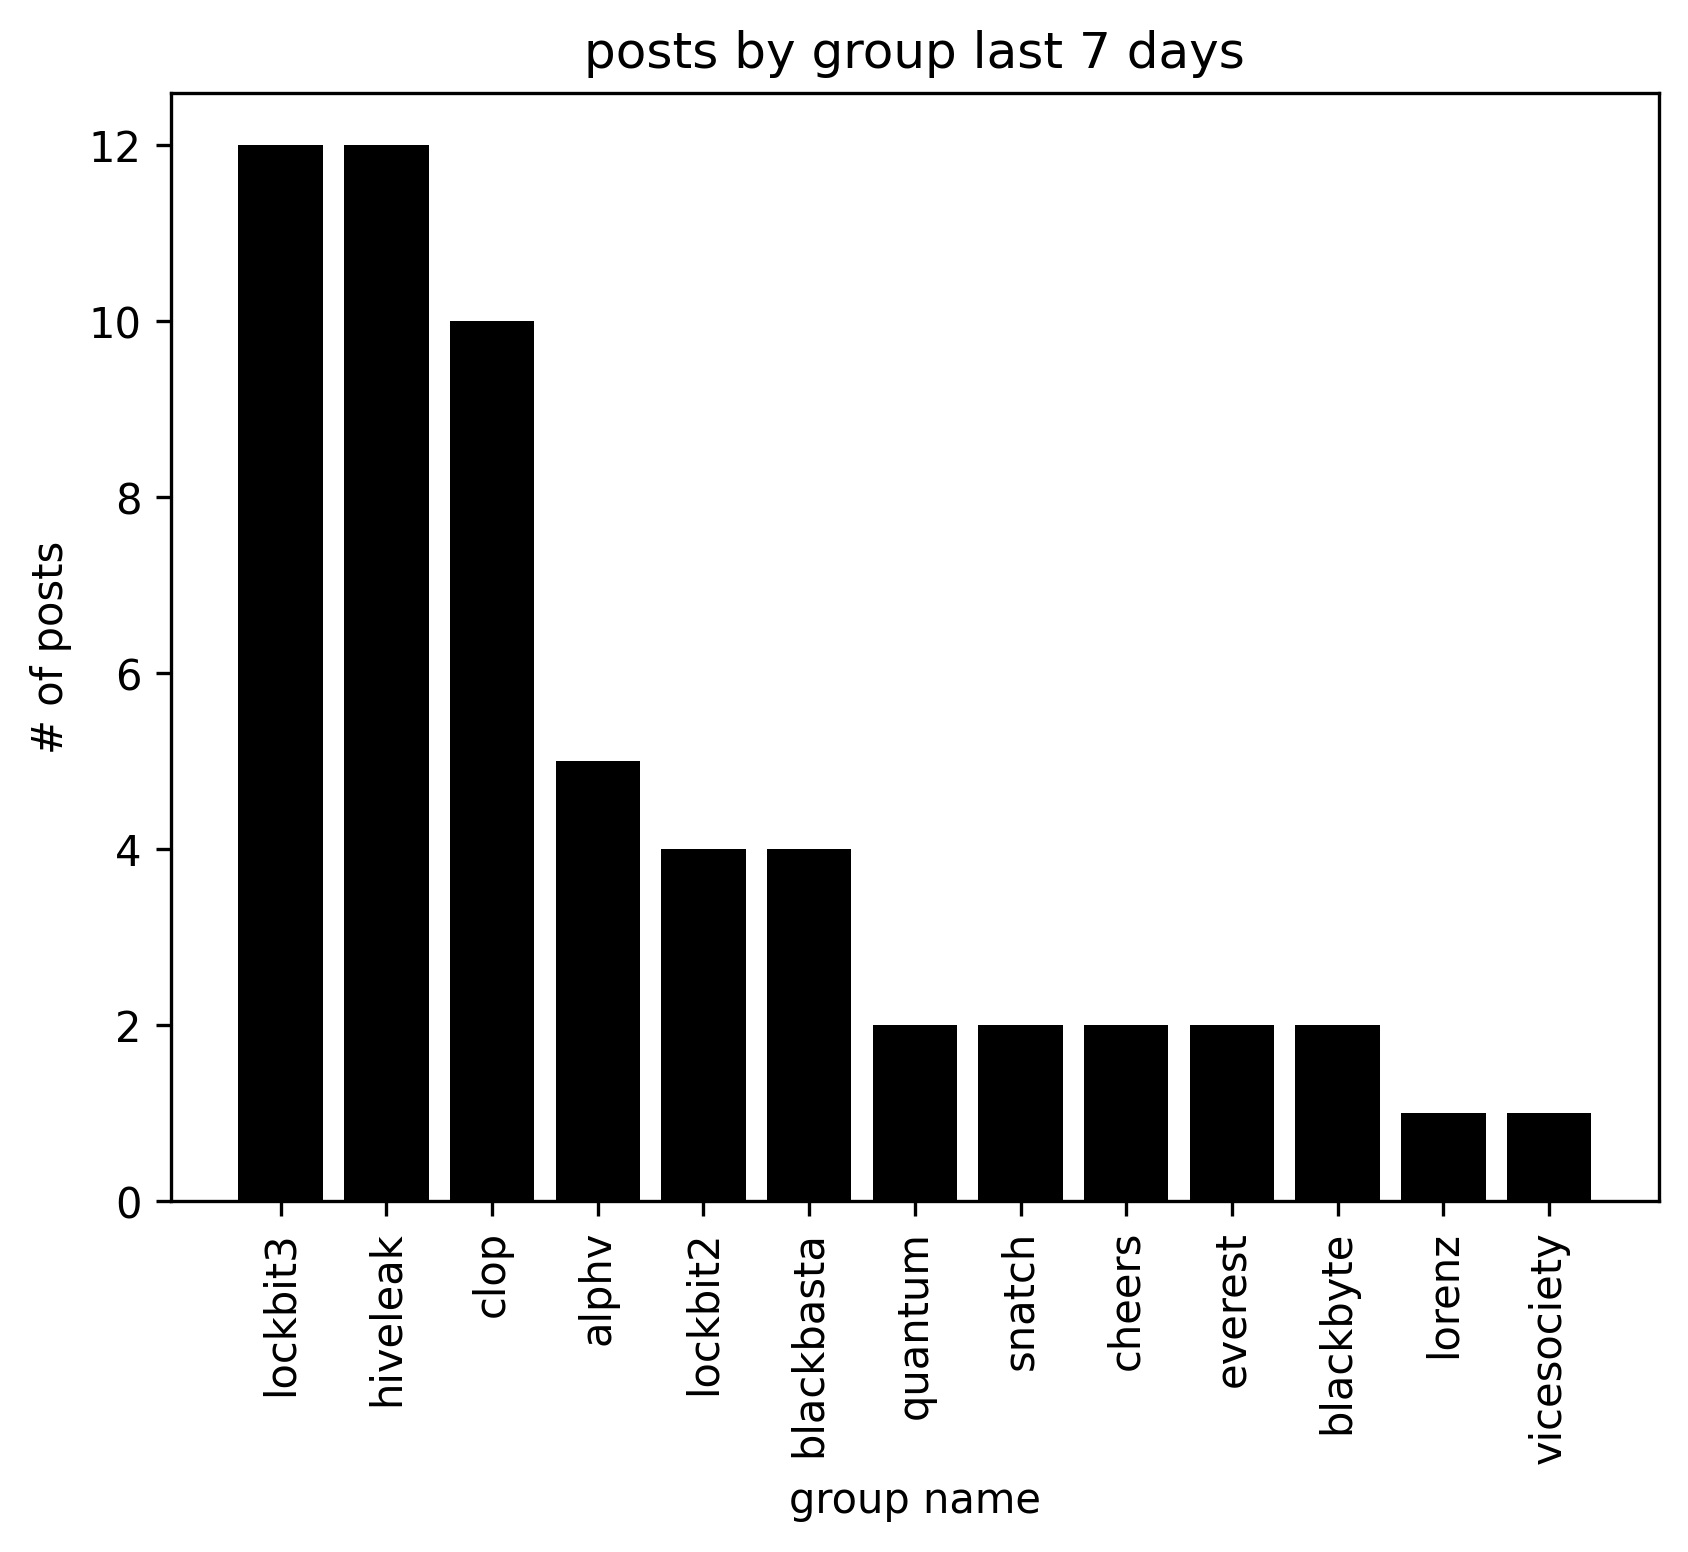 posts by group last 7 days
12
10
8
6
4
2
0
# of posts
lockbit3
hiveleak
clop
alphv
lockbit2
blackbasta
quantum
snatch
cheers
everest
blackbyte
lorenz
vicesociety
group name